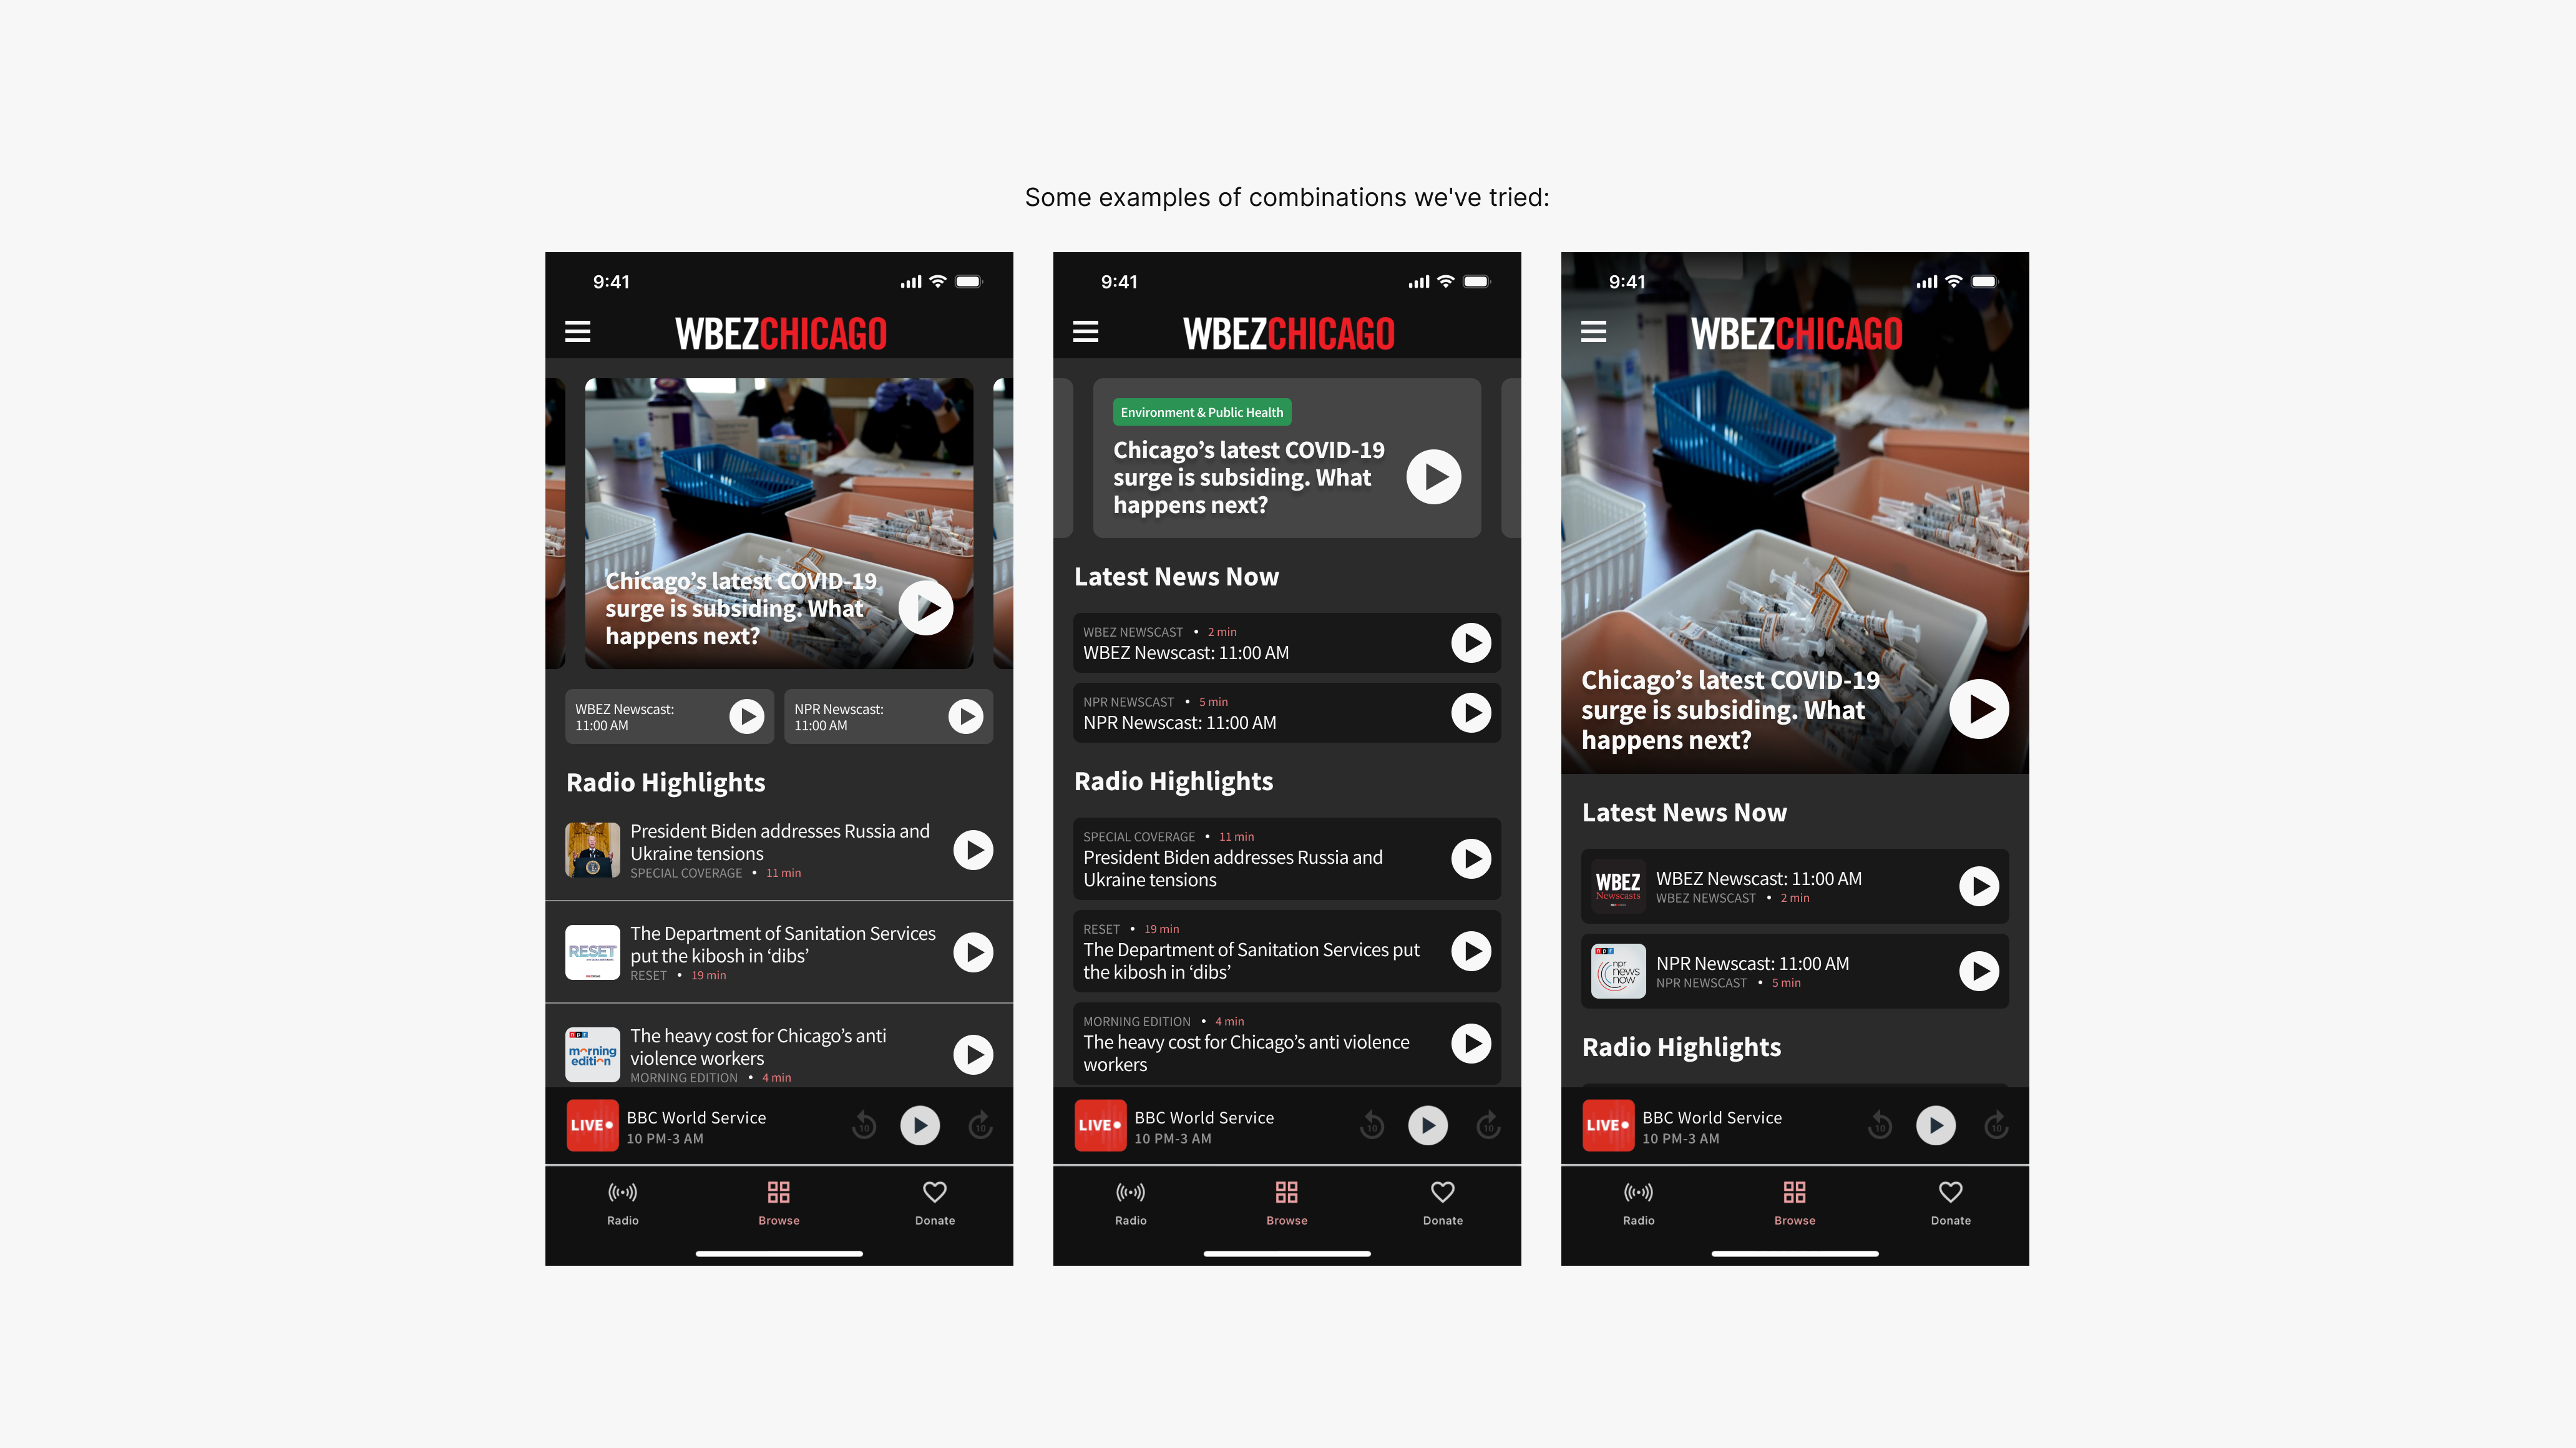 Some examples of combinations we've tried:
9:41
WBEZCHICAGO
Chicago’s latest COVID-19
surge is subsiding. What
happens next?
WBEZ Newscast:
11:00 AM
NPR Newscast:
11:00 AM
Radio Highlights
President Biden addresses Russia and
Ukraine tensions
SPECIAL COVERAGE • 11 min
RESET
The Department of Sanitation Services
put the kibosh in ‘dibs’
RESET • 19 min
npr
morning
edition
The heavy cost for Chicago’s anti
violence workers
MORNING EDITION • 4 min
LIVE
BBC World Service
10 PM-3 AM
10
10
Radio
Browse
Donate
9:41
WBEZCHICAGO
Environment & Public Health
Chicago’s latest COVID-19
surge is subsiding. What
happens next?
Latest News Now
WBEZ NEWSCAST • 2 min
WBEZ Newscast: 11:00 AM
NPR NEWSCAST • 5 min
NPR Newscast: 11:00 AM
Radio Highlights
SPECIAL COVERAGE • 11 min
President Biden addresses Russia and
Ukraine tensions
RESET • 19 min
The Department of Sanitation Services put
the kibosh in ‘dibs’
MORNING EDITION • 4 min
The heavy cost for Chicago’s anti violence
workers
LIVE
BBC World Service
10 PM-3 AM
10
10
Radio
Browse
Donate
9:41
WBEZCHICAGO
Chicago’s latest COVID-19
surge is subsiding. What
happens next?
Latest News Now
WBEZ
Newscasts
WBEZ Newscast: 11:00 AM
WBEZ NEWSCAST • 2 min
npr
npr
news
now
NPR Newscast: 11:00 AM
NPR NEWSCAST • 5 min
Radio Highlights
LIVE
BBC World Service
10 PM-3 AM
10
10
Radio
Browse
Donate